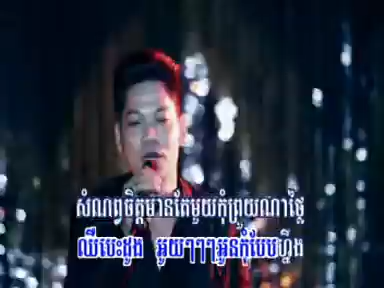 សំណព្វចិត្តមានតែមួយកុំព្រួយណាថ្លៃ
ឈឺបេះដូង អូយៗៗៗអូនកុំបែបហ្នឹង